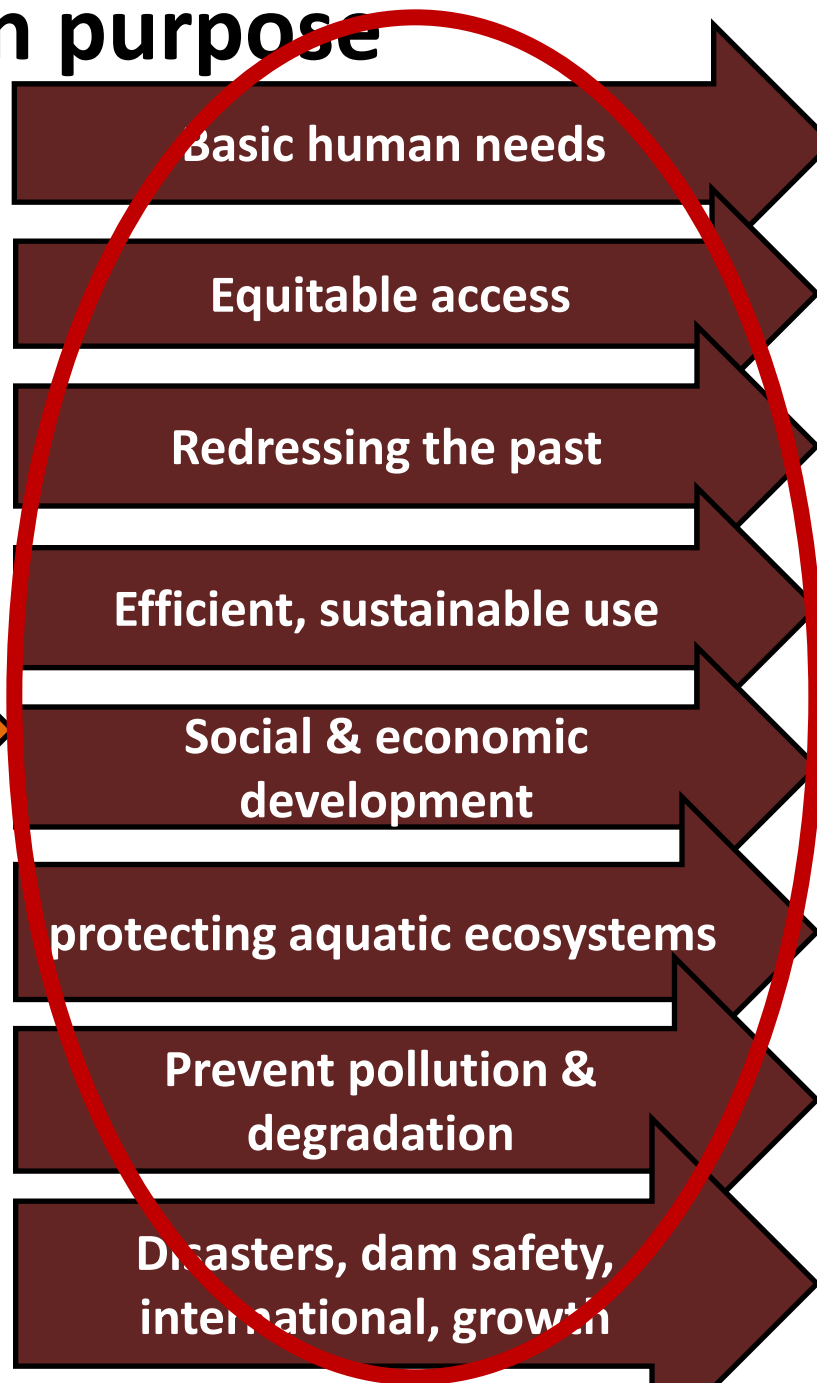 n purpose
Basic human needs
Equitable access
Redressing the past
Efficient, sustainable use
Social & economic
development
protecting aquatic ecosystems
Prevent pollution &
degradation
Disasters, dam safety,
international, growth